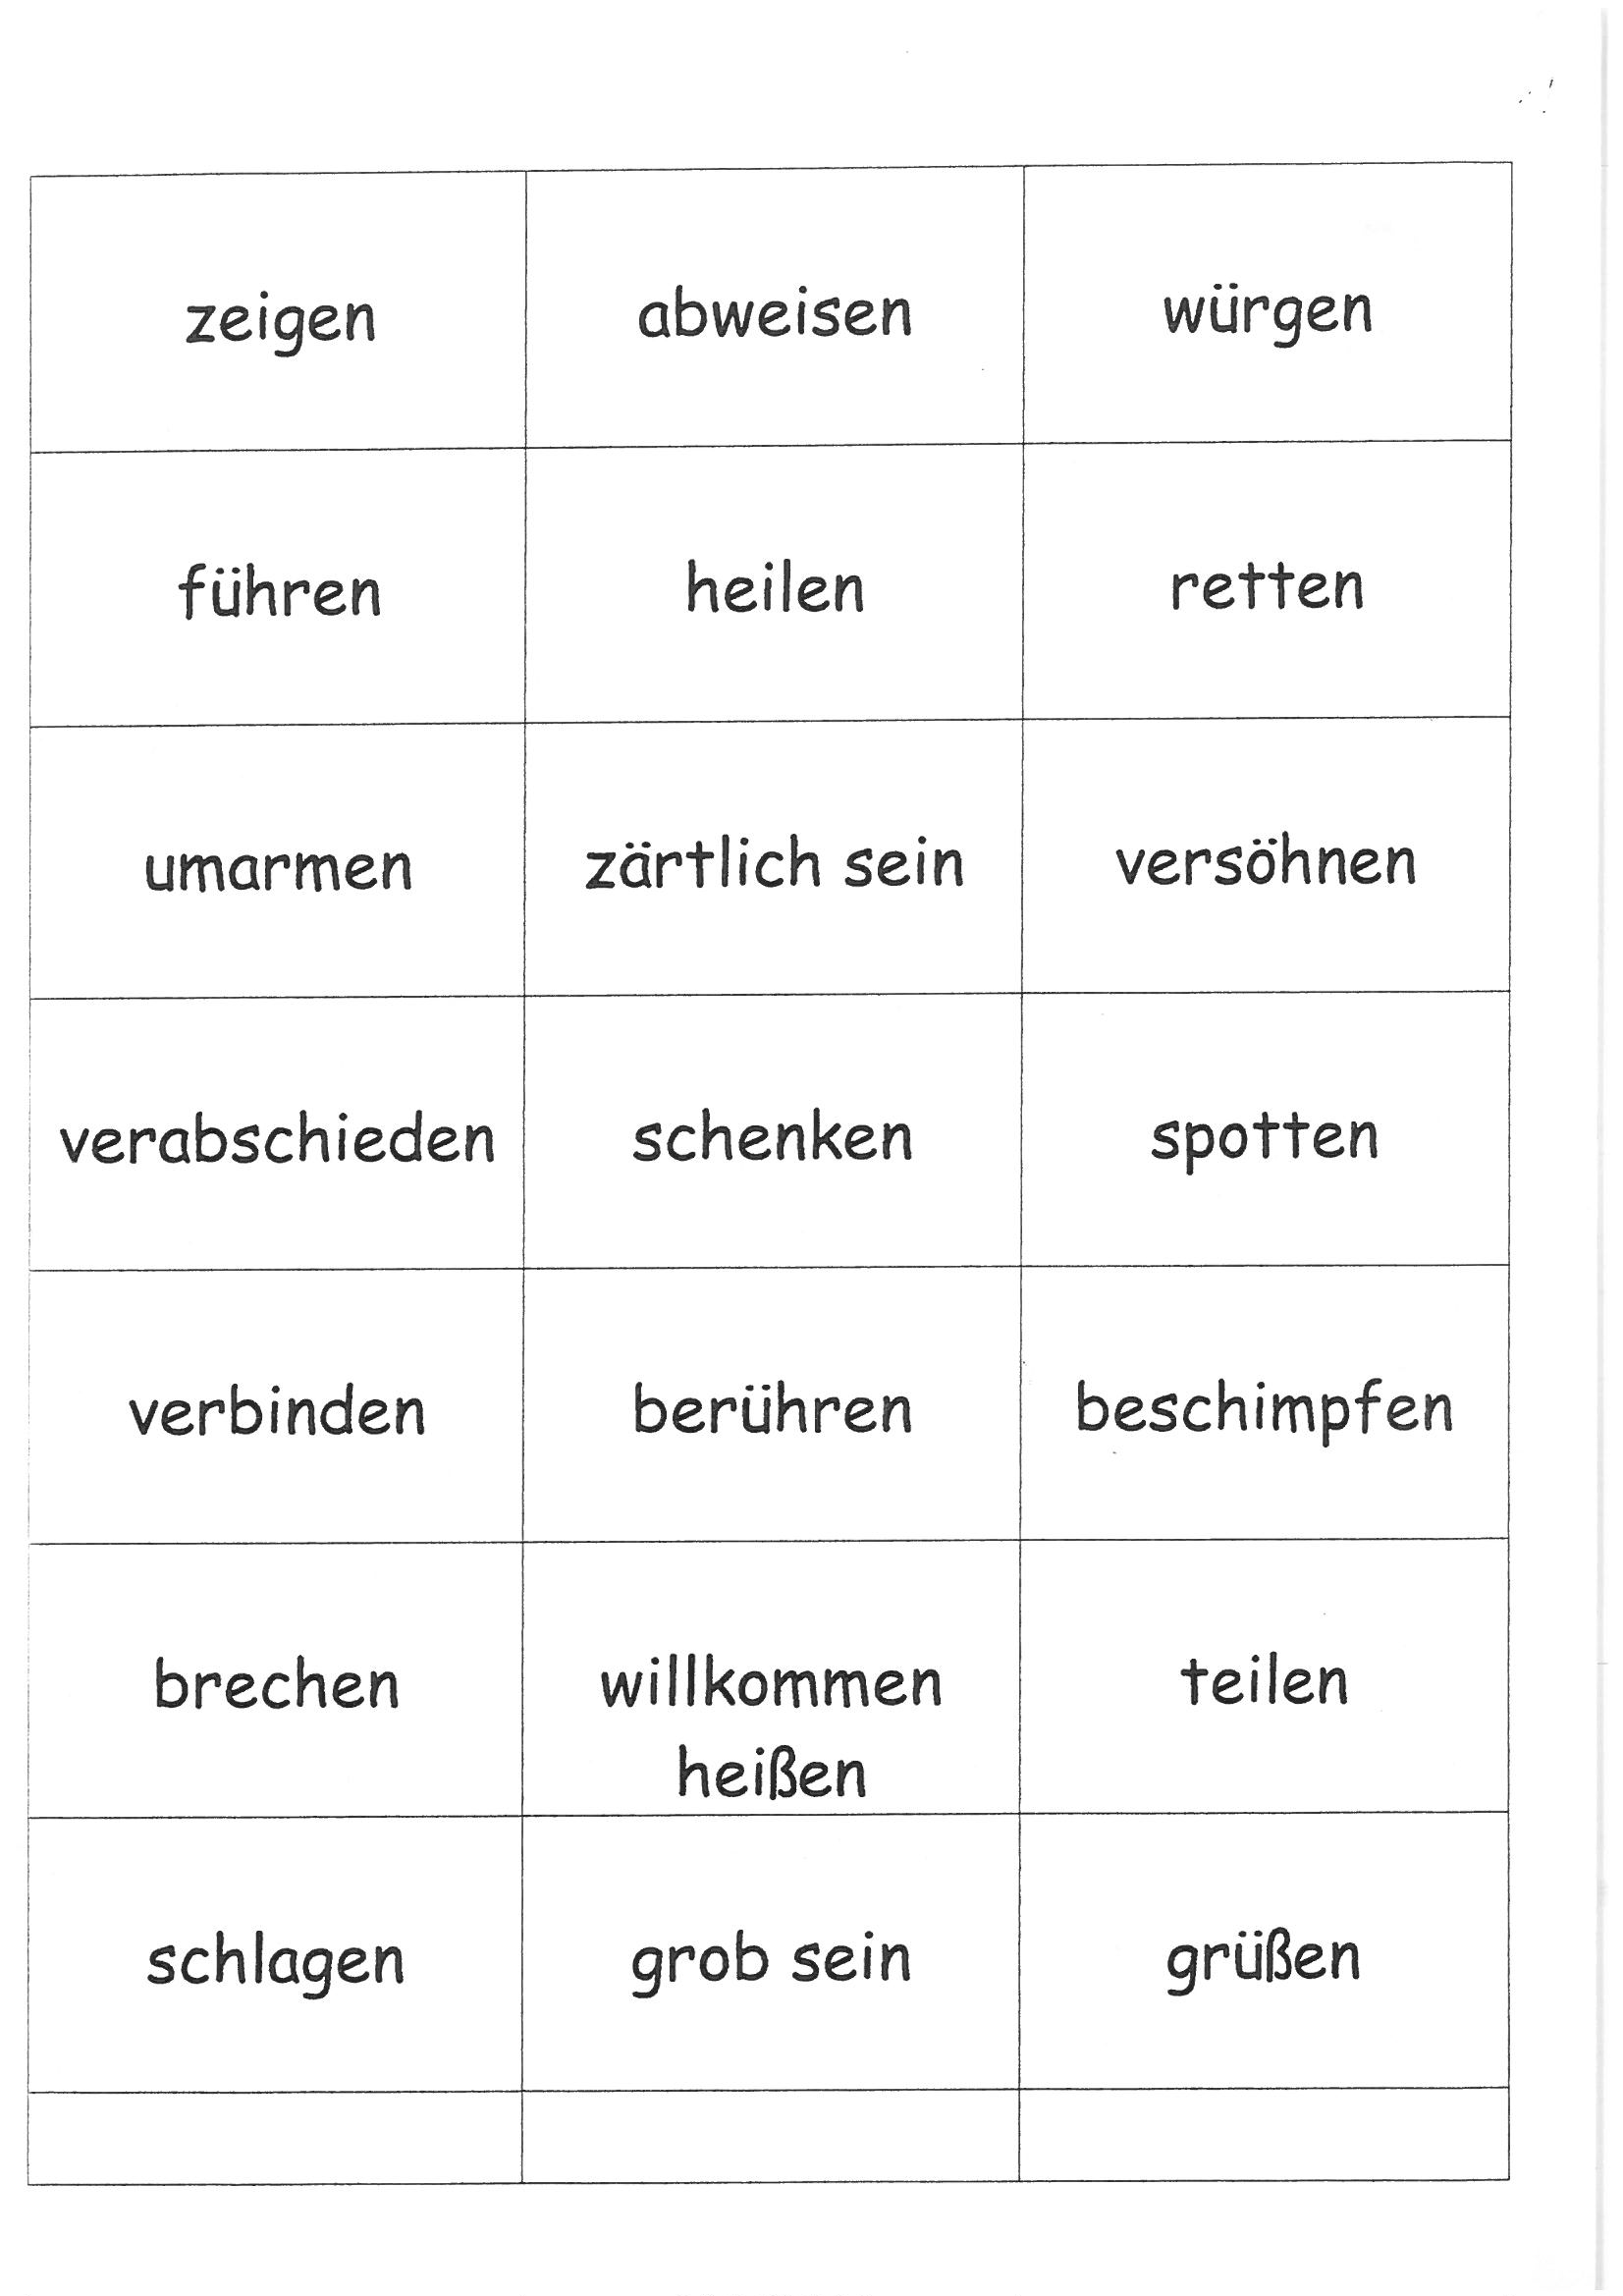 zeigen abweisen würgen
führen heilen retten
umarmen zärtlich sein versöhnen
verabschieden schenken spotten
verbinden berühren beschimpfen
brechen willkommen teilen
heißen
schlagen grob sein grüßen